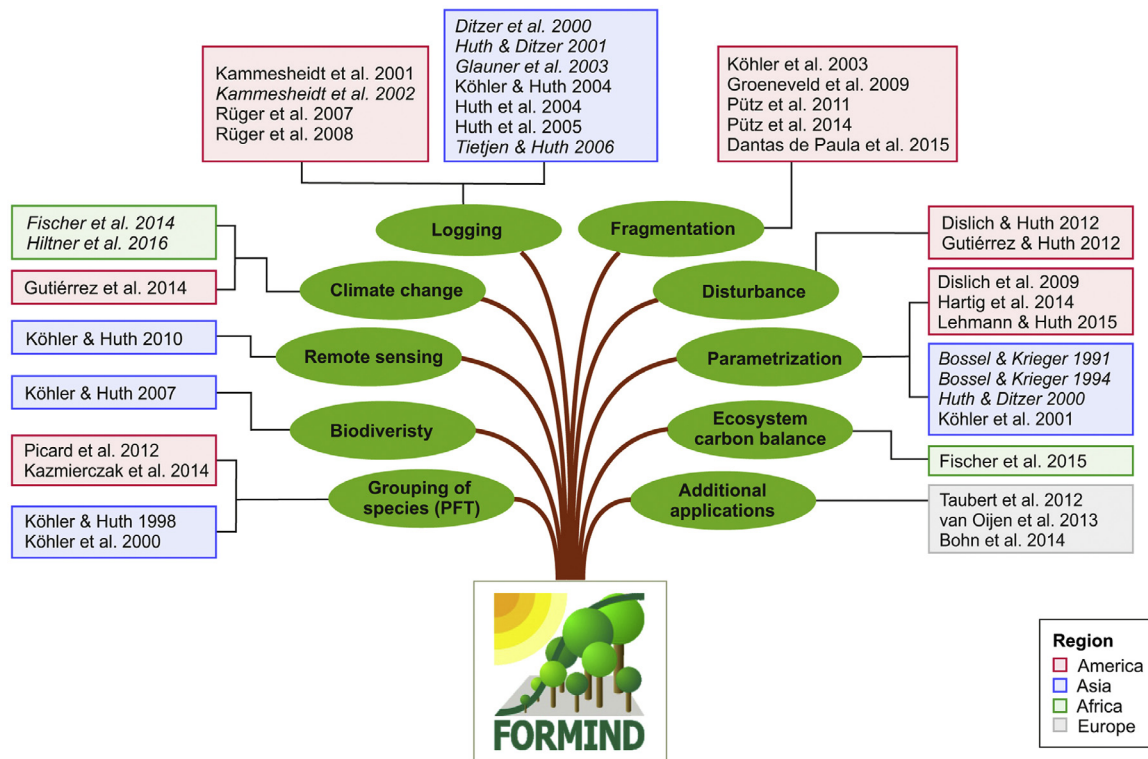 Kammesheidt et al. 2001
Kammesheidt et al. 2002
Rüger et al. 2007
Rüger et al. 2008
Ditzer et al. 2000
Huth & Ditzer 2001
Glauner et al. 2003
Köhler & Huth 2004
Huth et al. 2004
Huth et al. 2005
Tietjen & Huth 2006
Köhler et al. 2003
Groeneveld et al. 2009
Pütz et al. 2011
Pütz et al. 2014
Dantas de Paula et al. 2015
Logging
Fragmentation
Fischer et al. 2014
Hiltner et al. 2016
Gutiérrez et al. 2014
Climate change
Disturbance
Dislich & Huth 2012
Gutiérrez & Huth 2012
Köhler & Huth 2010
Remote sensing
Parametrization
Dislich et al. 2009
Hartig et al. 2014
Lehmann & Huth 2015
Bossel & Krieger 1991
Bossel & Krieger 1994
Huth & Ditzer 2000
Köhler et al. 2001
Köhler & Huth 2007
Biodiveristy
Ecosystem
carbon balance
Fischer et al. 2015
Picard et al. 2012
Kazmierczak et al. 2014
Köhler & Huth 1998
Köhler et al. 2000
Grouping of
species (PFT)
Additional
applications
Taubert et al. 2012
van Oijen et al. 2013
Bohn et al. 2014
FORMIND
Region
America
Asia
Africa
Europe